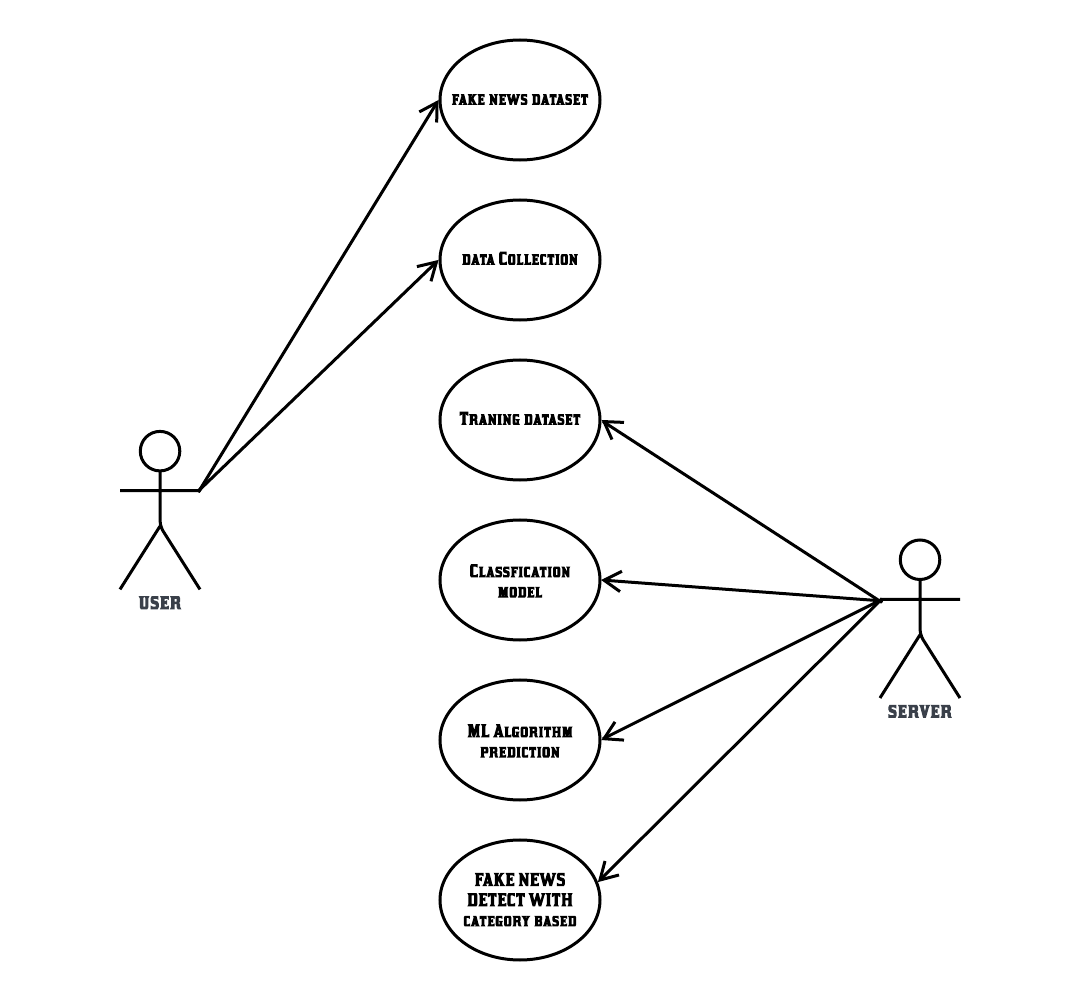 FAKE NEWS DATASET
DATA COLLECTION
TRANING DATASET
CLASSFICATION
MODEL
USER
SERVER
ML ALGORITHM
PREDICTION
FAKE NEWS
DETECT WITH
CATEGORY BASED